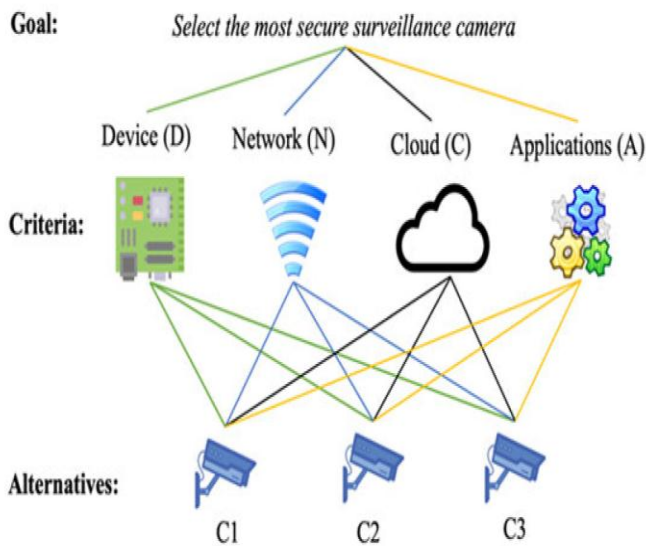 Goal: Select the most secure surveillance camera
Device (D) Network (N) Cloud (C) Applications (A)
Criteria:
Alternatives:
C1 C2 C3